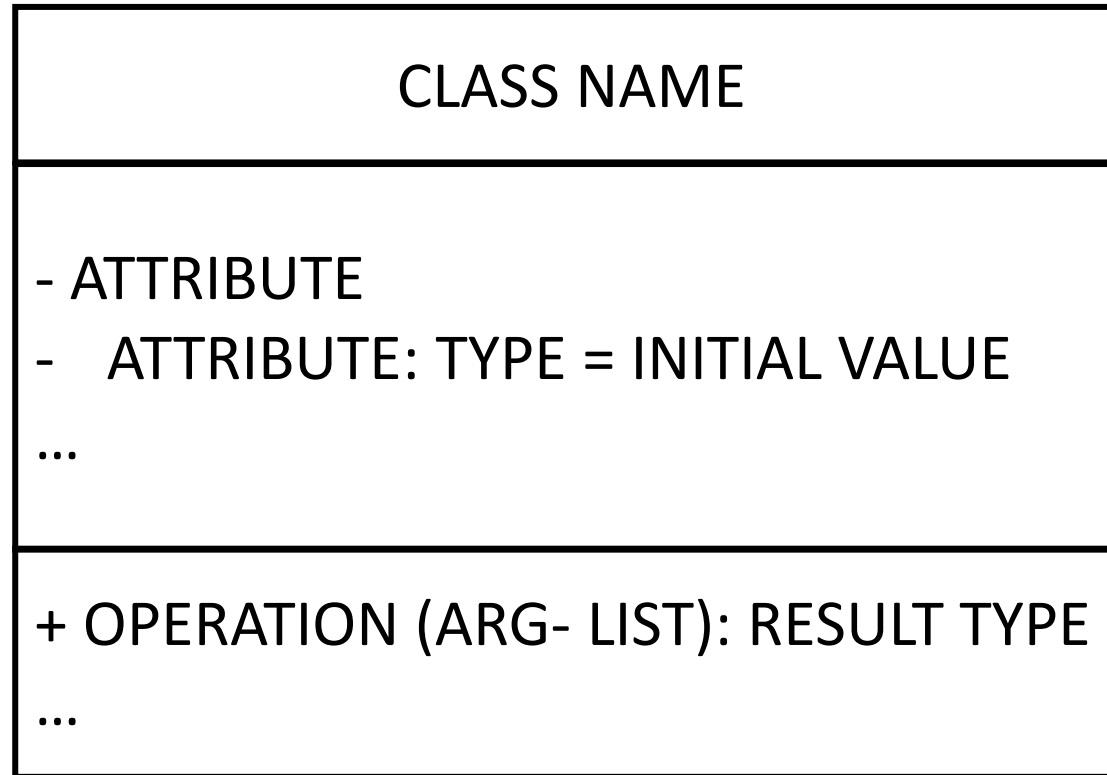 CLASS NAME
- ATTRIBUTE
- ATTRIBUTE: TYPE = INITIAL VALUE
...
+ OPERATION (ARG- LIST): RESULT TYPE
...